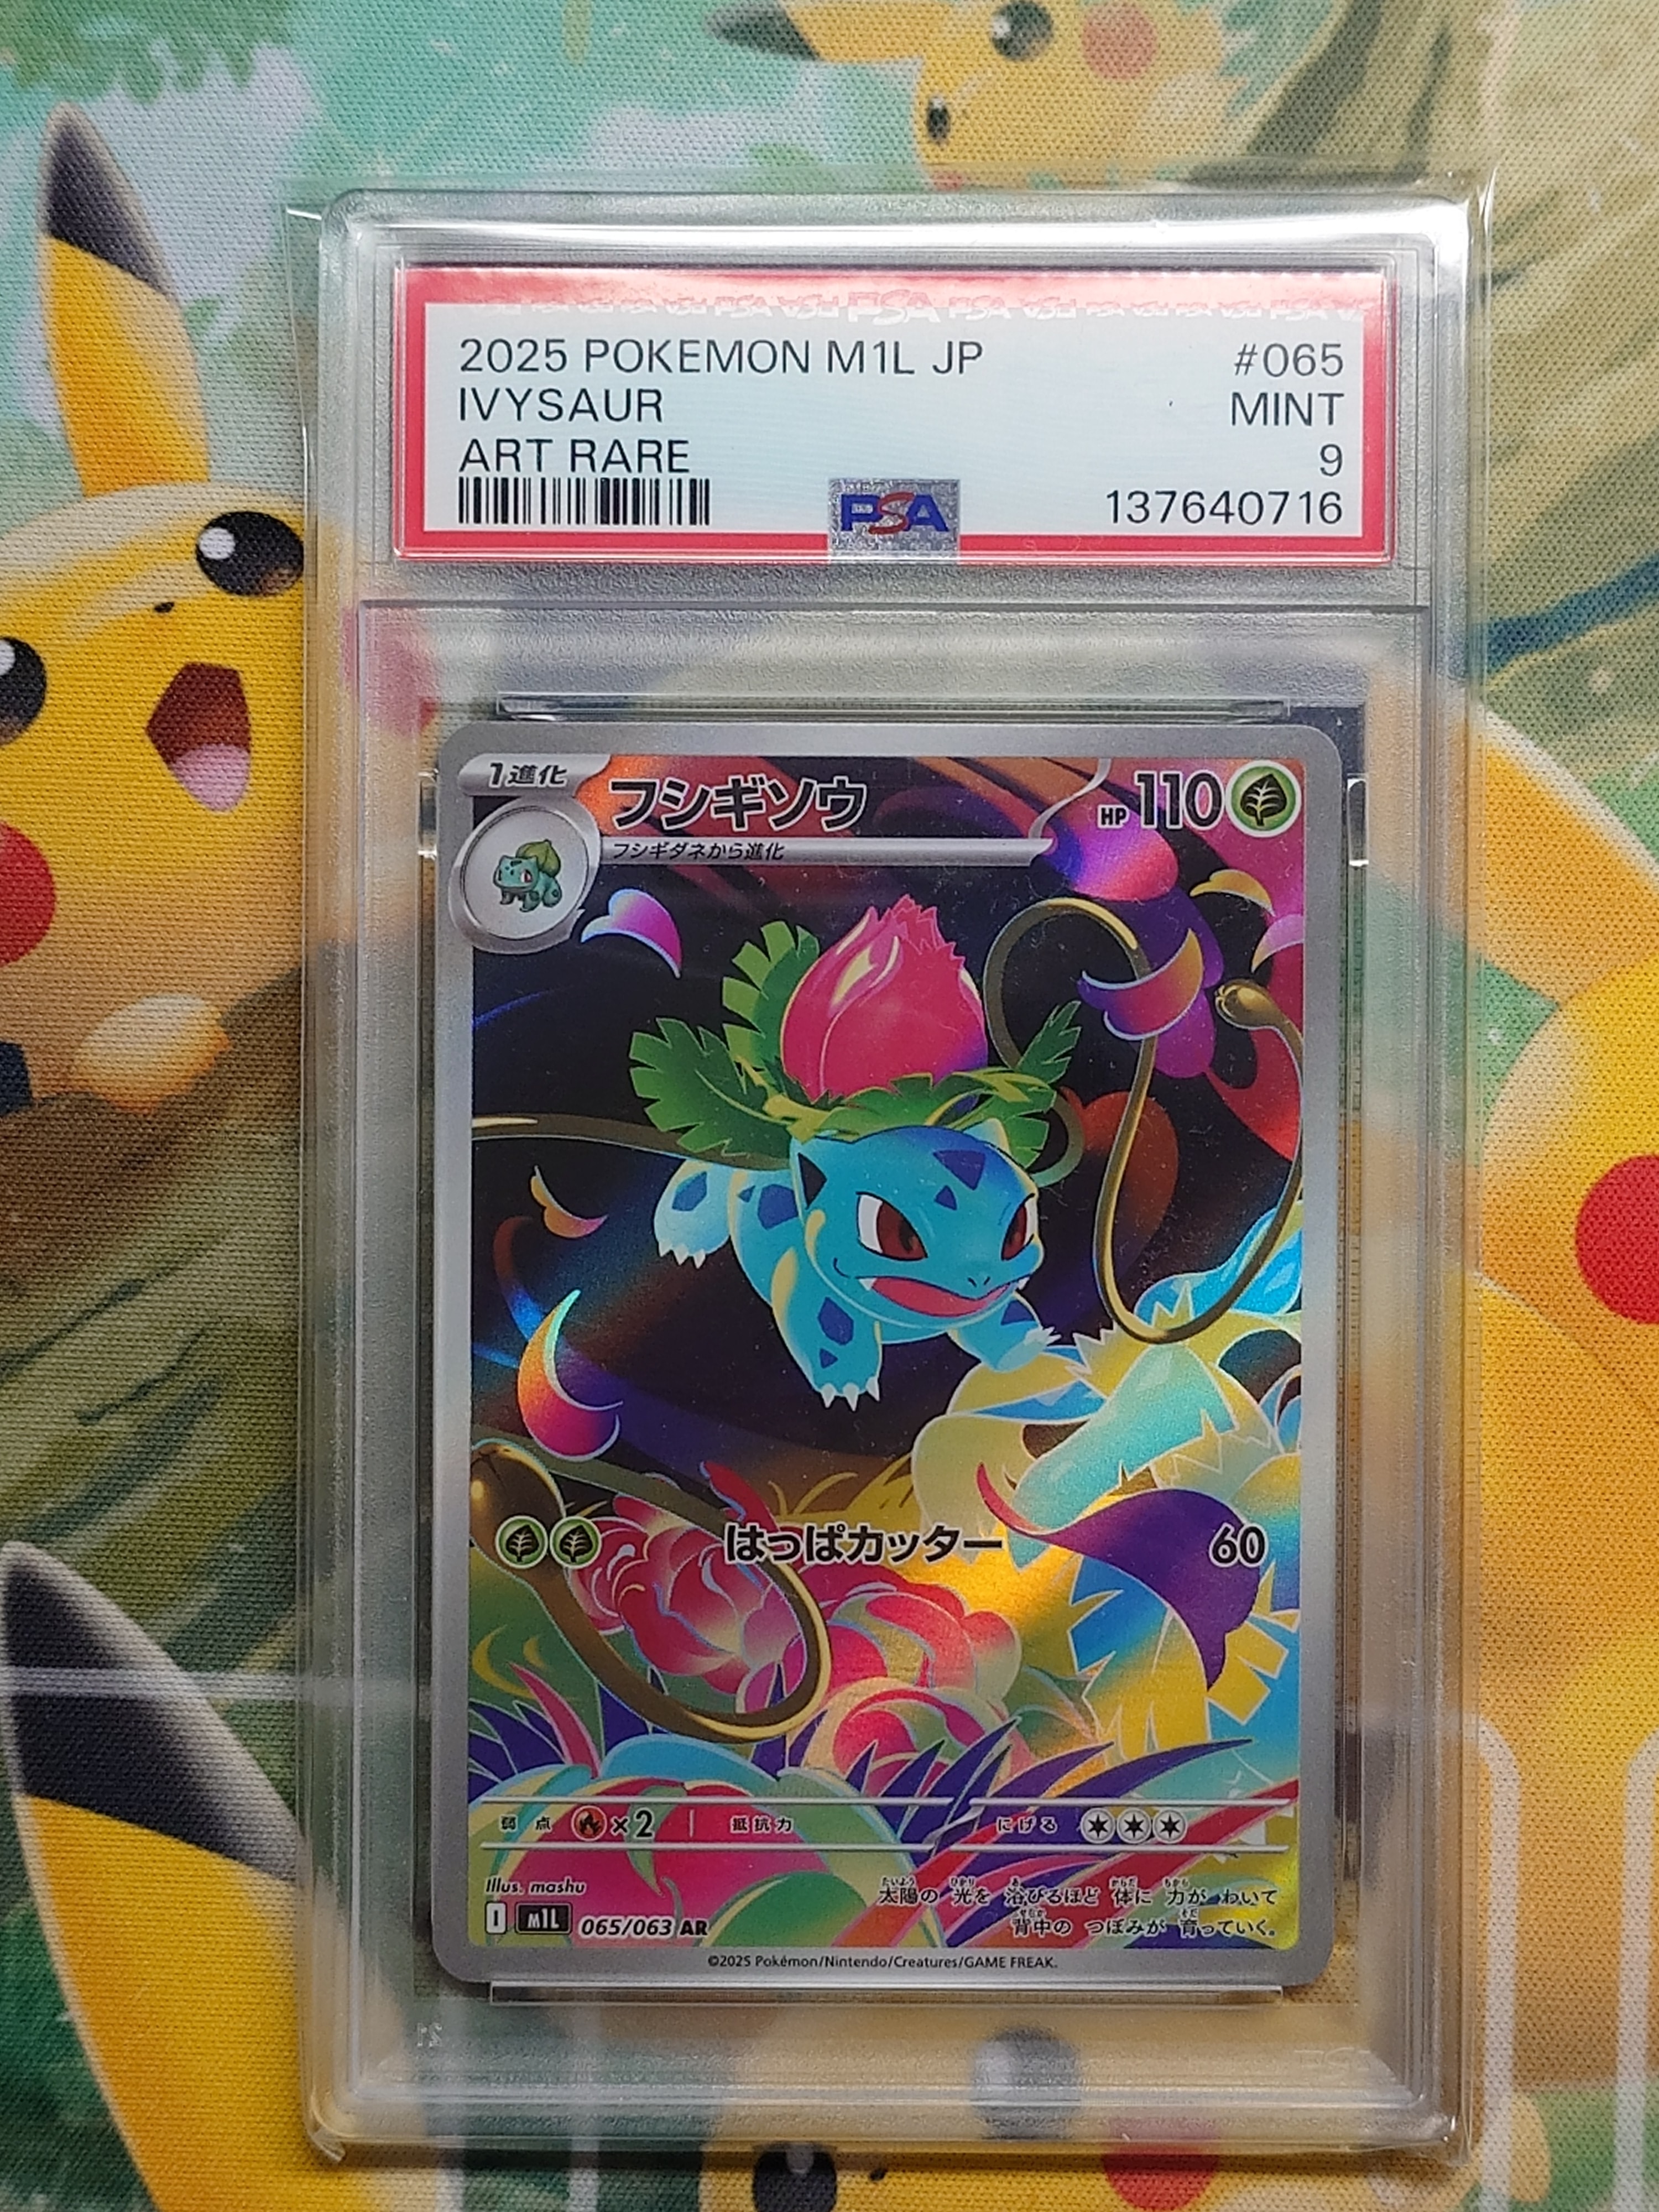 2025 POKEMON M1L JP #065
IVYSAUR MINT
ART RARE 9
PSA 137640716
1進化 フシギソウ HP110
フシギダネから進化
はっぱカッター 60
弱点 ×2 抵抗力 にげる
Illus. mashu
太陽の 光を 浴びるほど 体に 力が わいて
背中の つぼみが 育っていく。
I M1L 065/063 AR
©2025 Pokémon/Nintendo/Creatures/GAME FREAK.